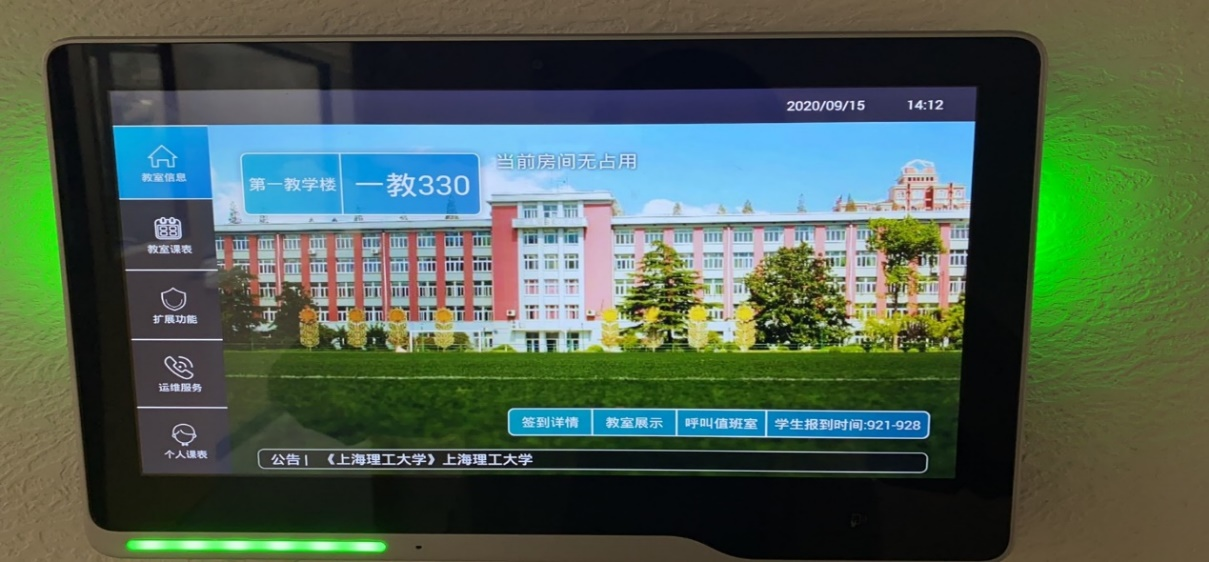 2020/09/15 14:12
教室信息
第一教学楼 一教330
当前房间无占用
教室课表
扩展功能
运维服务
个人课表
签到详情 教室展示 呼叫值班室 学生报到时间:921-928
公告 | 《上海理工大学》上海理工大学